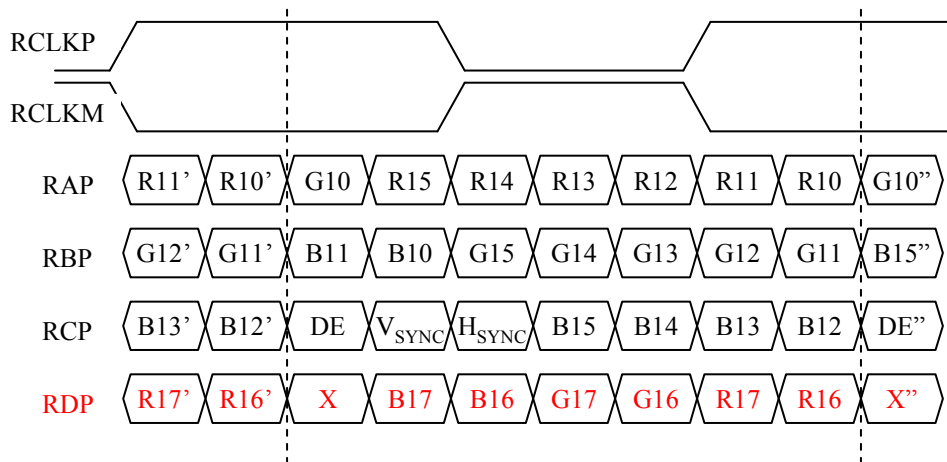 RCLKP
RCLKM
RAP R11’ R10’ G10 R15 R14 R13 R12 R11 R10 G10”
RBP G12’ G11’ B11 B10 G15 G14 G13 G12 G11 B15”
RCP B13’ B12’ DE VSYNC HSYNC B15 B14 B13 B12 DE”
RDP R17’ R16’ X B17 B16 G17 G16 R17 R16 X”